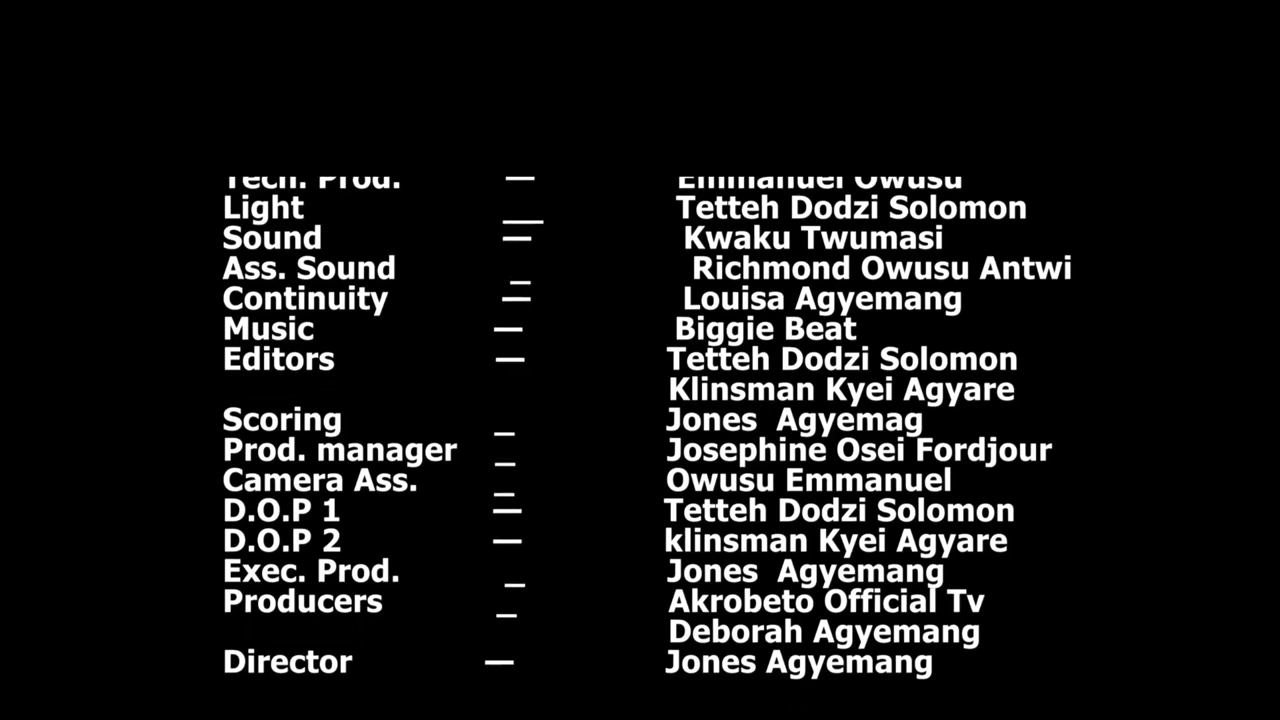 Tech. Prod. — Emmanuel Owusu
Light __ Tetteh Dodzi Solomon
Sound — Kwaku Twumasi
Ass. Sound _ Richmond Owusu Antwi
Continuity — Louisa Agyemang
Music — Biggie Beat
Editors — Tetteh Dodzi Solomon
Klinsman Kyei Agyare
Scoring _ Jones  Agyemag
Prod. manager _ Josephine Osei Fordjour
Camera Ass. _ Owusu Emmanuel
D.O.P 1 — Tetteh Dodzi Solomon
D.O.P 2 — klinsman Kyei Agyare
Exec. Prod. _ Jones  Agyemang
Producers _ Akrobeto Official Tv
Deborah Agyemang
Director — Jones Agyemang